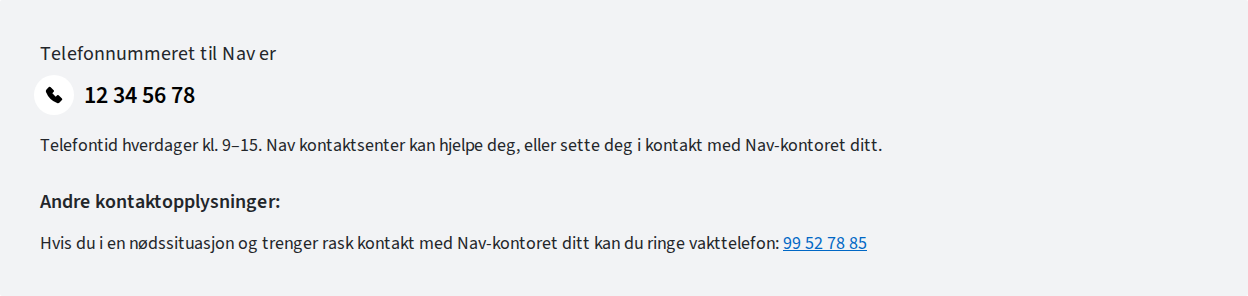 Telefonnummeret til Nav er
12 34 56 78
Telefontid hverdager kl. 9–15. Nav kontaktsenter kan hjelpe deg, eller sette deg i kontakt med Nav-kontoret ditt.
Andre kontaktopplysninger:
Hvis du i en nødssituasjon og trenger rask kontakt med Nav-kontoret ditt kan du ringe vakttelefon: 99 52 78 85